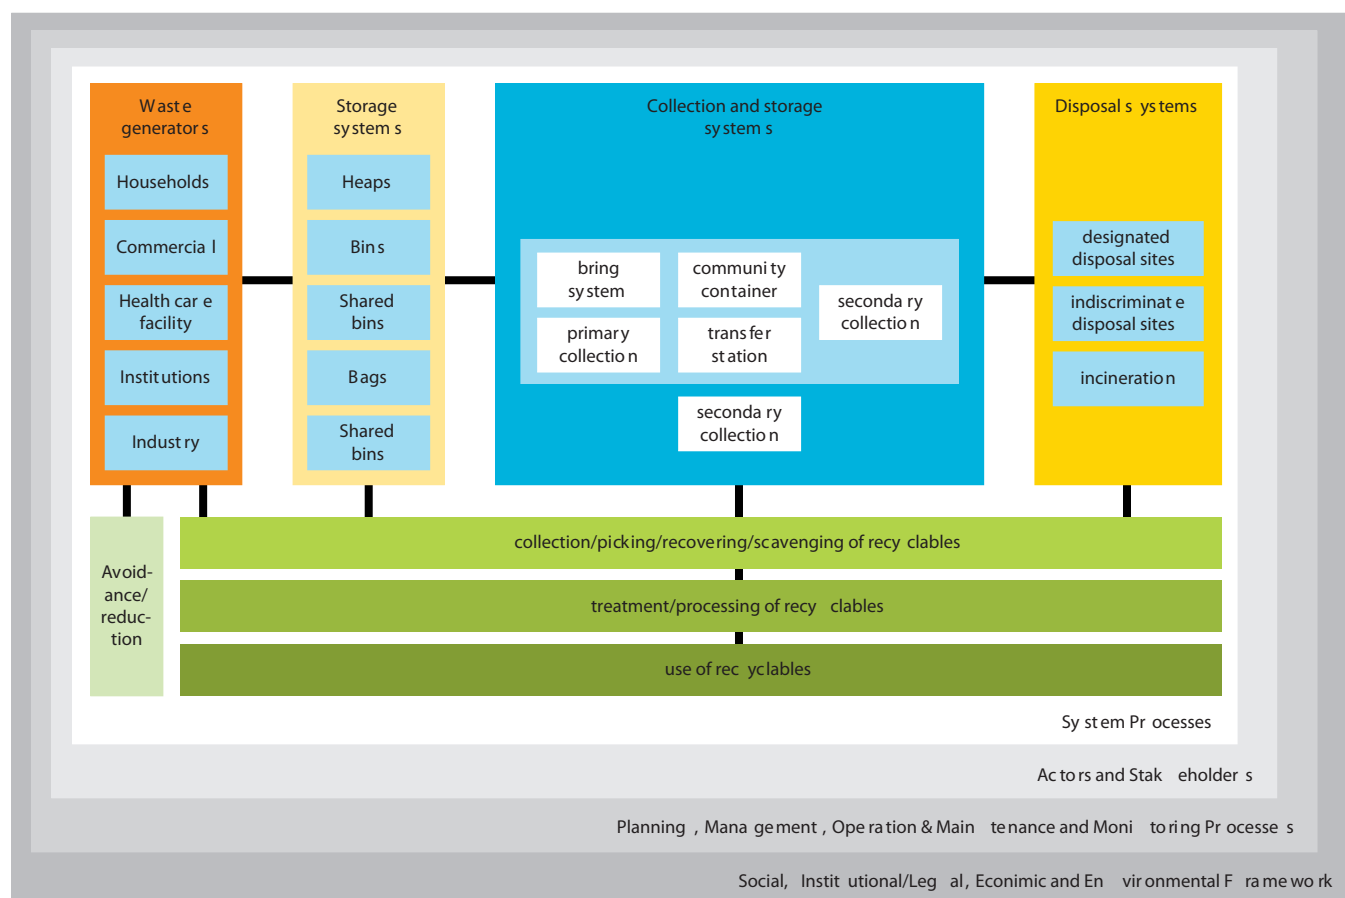 Waste
generators
Households
Commercial
Health care
facility
Institutions
Industry
Storage
systems
Heaps
Bins
Shared
bins
Bags
Shared
bins
Collection and storage
systems
bring
system
community
container
secondary
collection
primary
collection
transfer
station
secondary
collection
Disposal systems
designated
disposal sites
indiscriminate
disposal sites
incineration
Avoid-
ance/
reduc-
tion
collection/picking/recovering/scavenging of recyclables
treatment/processing of recyclables
use of recyclables
System Processes
Actors and Stakeholders
Planning, Management, Operation & Maintenance and Monitoring Processes
Social, Institutional/Legal, Econimic and Environmental Framework